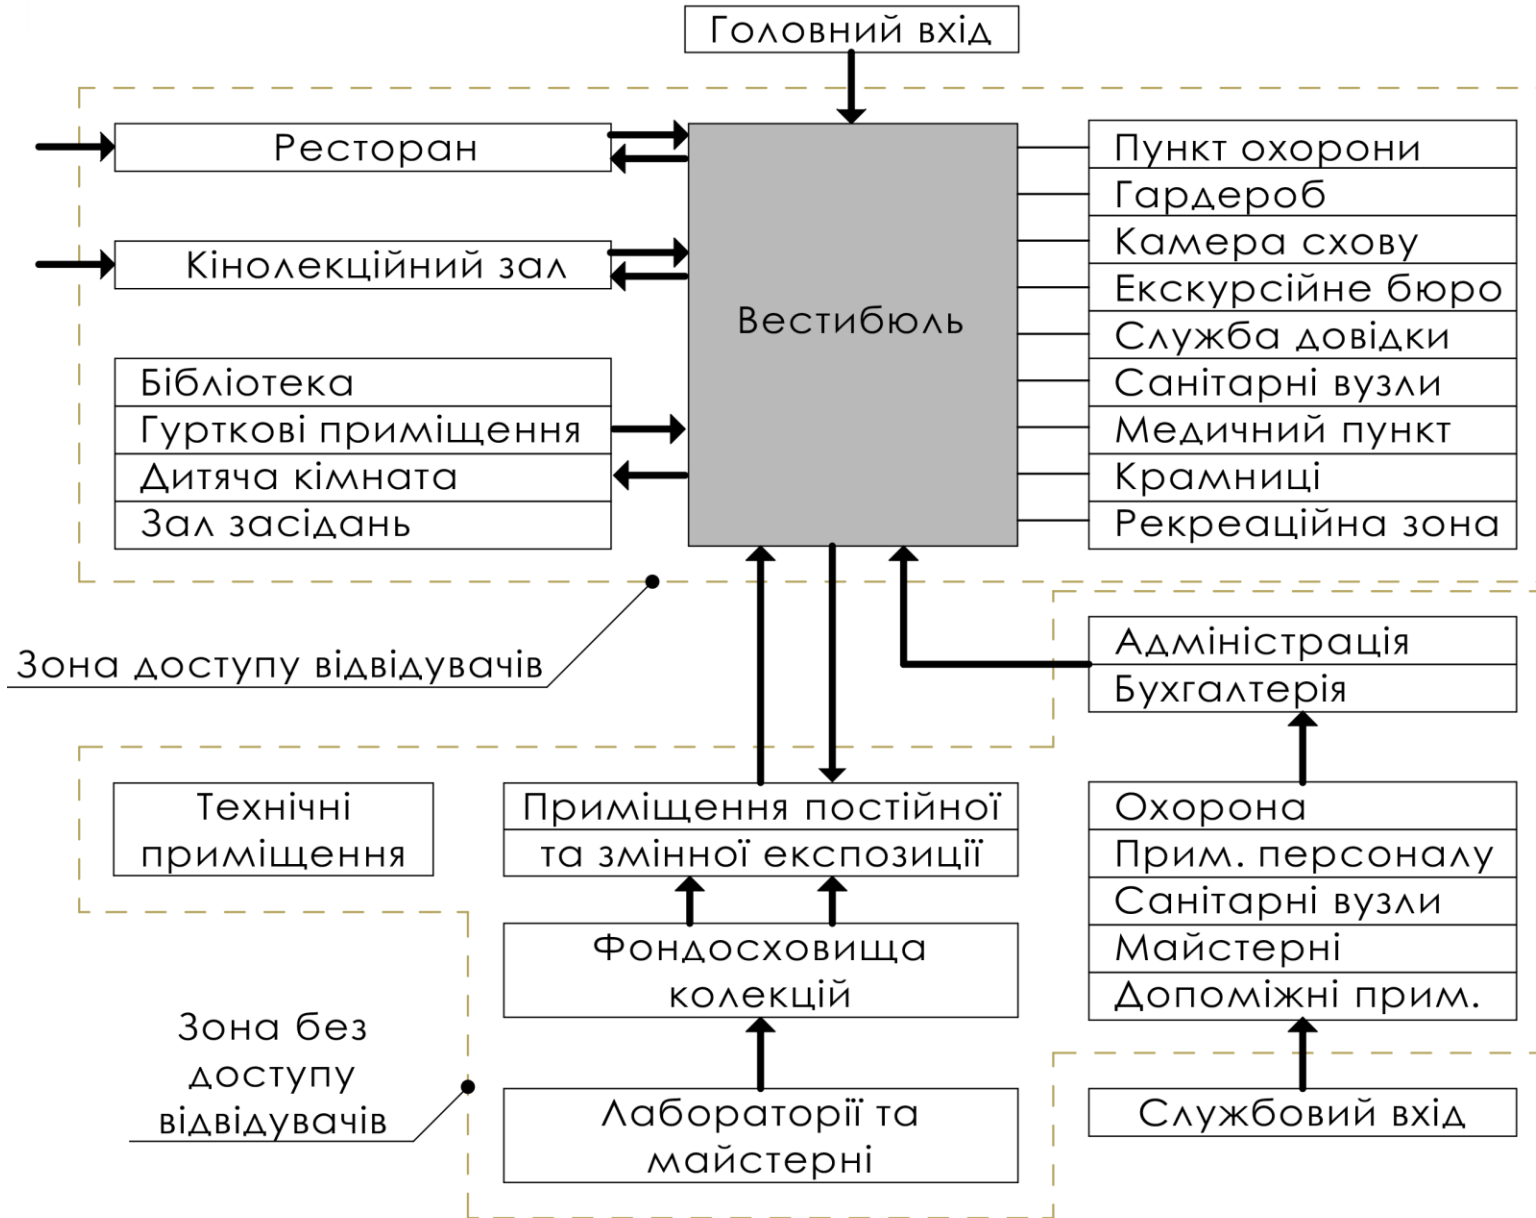 Головний вхід
Ресторан
Кінолекційний зал
Бібліотека
Гурткові приміщення
Дитяча кімната
Зал засідань
Вестибюль
Пункт охорони
Гардероб
Камера схову
Екскурсійне бюро
Служба довідки
Санітарні вузли
Медичний пункт
Крамниці
Рекреаційна зона
Зона доступу відвідувачів
Адміністрація
Бухгалтерія
Технічні
приміщення
Приміщення постійної
та змінної експозиції
Охорона
Прим. персоналу
Санітарні вузли
Майстерні
Допоміжні прим.
Фондосховища
колекцій
Зона без
доступу
відвідувачів
Лабораторії та
майстерні
Службовий вхід